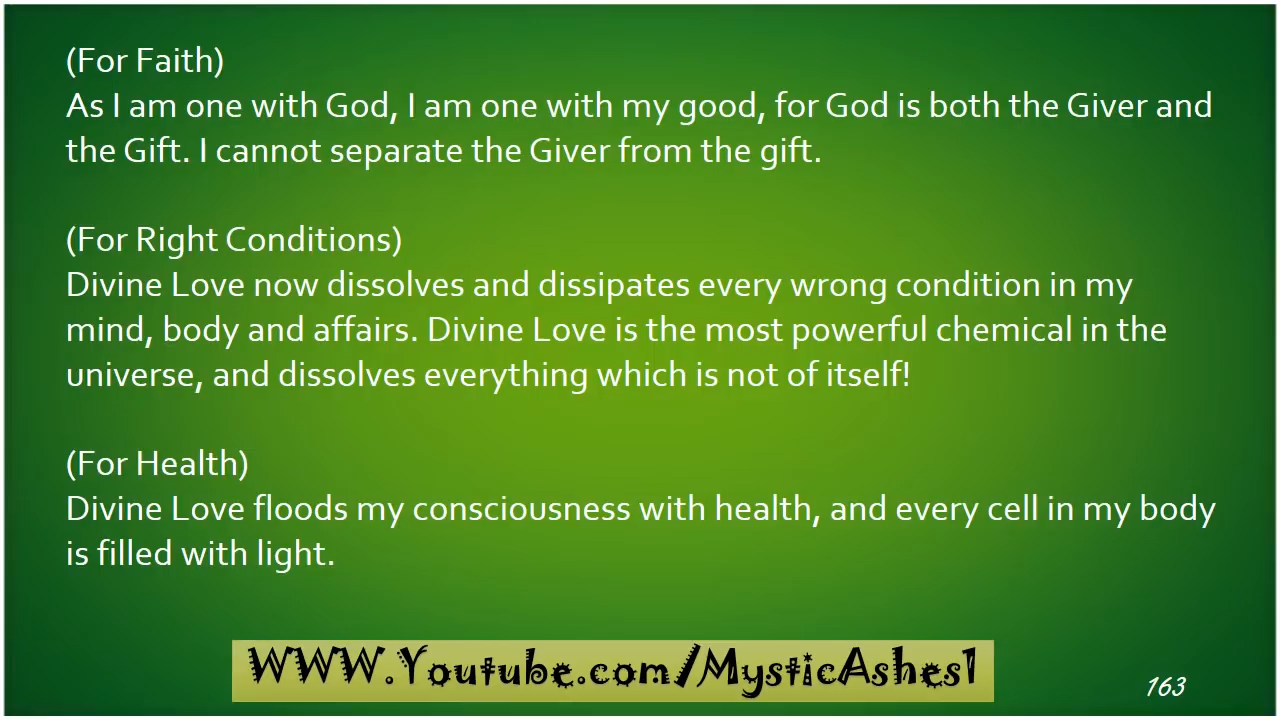 (For Faith)
As I am one with God, I am one with my good, for God is both the Giver and
the Gift. I cannot separate the Giver from the gift.
(For Right Conditions)
Divine Love now dissolves and dissipates every wrong condition in my
mind, body and affairs. Divine Love is the most powerful chemical in the
universe, and dissolves everything which is not of itself!
(For Health)
Divine Love floods my consciousness with health, and every cell in my body
is filled with light.
WWW.Youtube.com/MysticAshes1
163